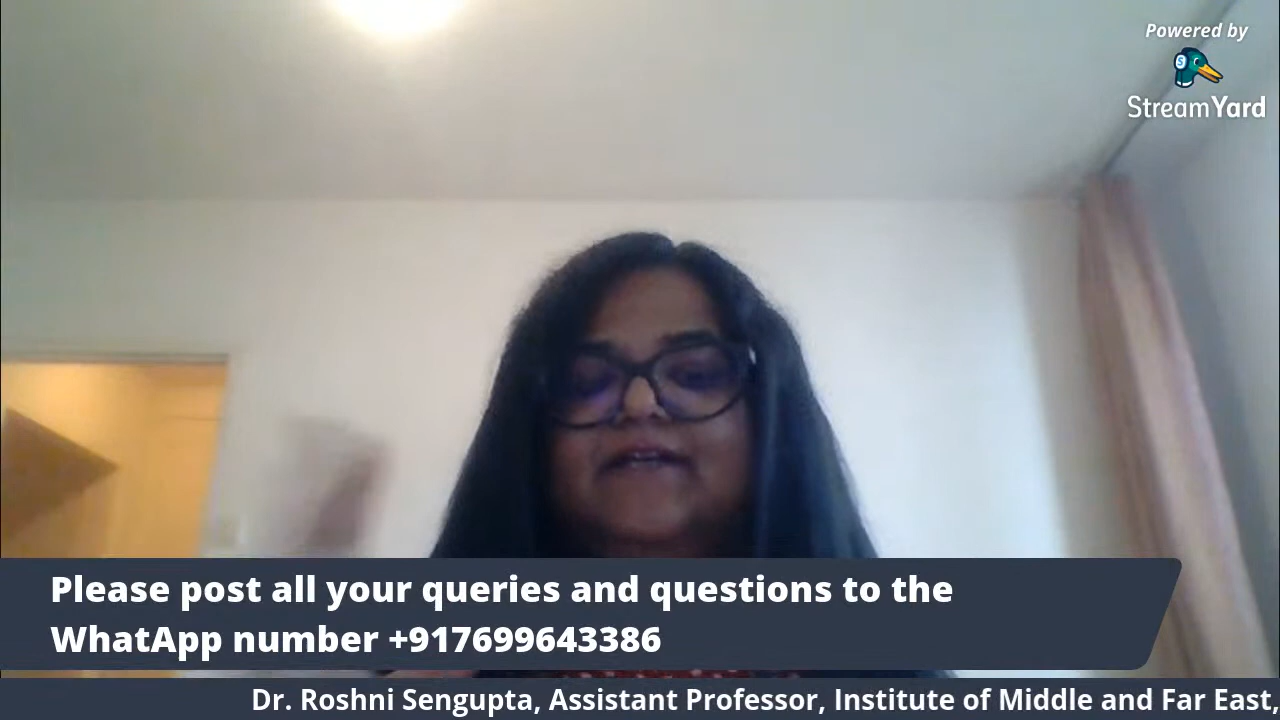 Powered by
StreamYard
Please post all your queries and questions to the
WhatApp number +917699643386
Dr. Roshni Sengupta, Assistant Professor, Institute of Middle and Far East,